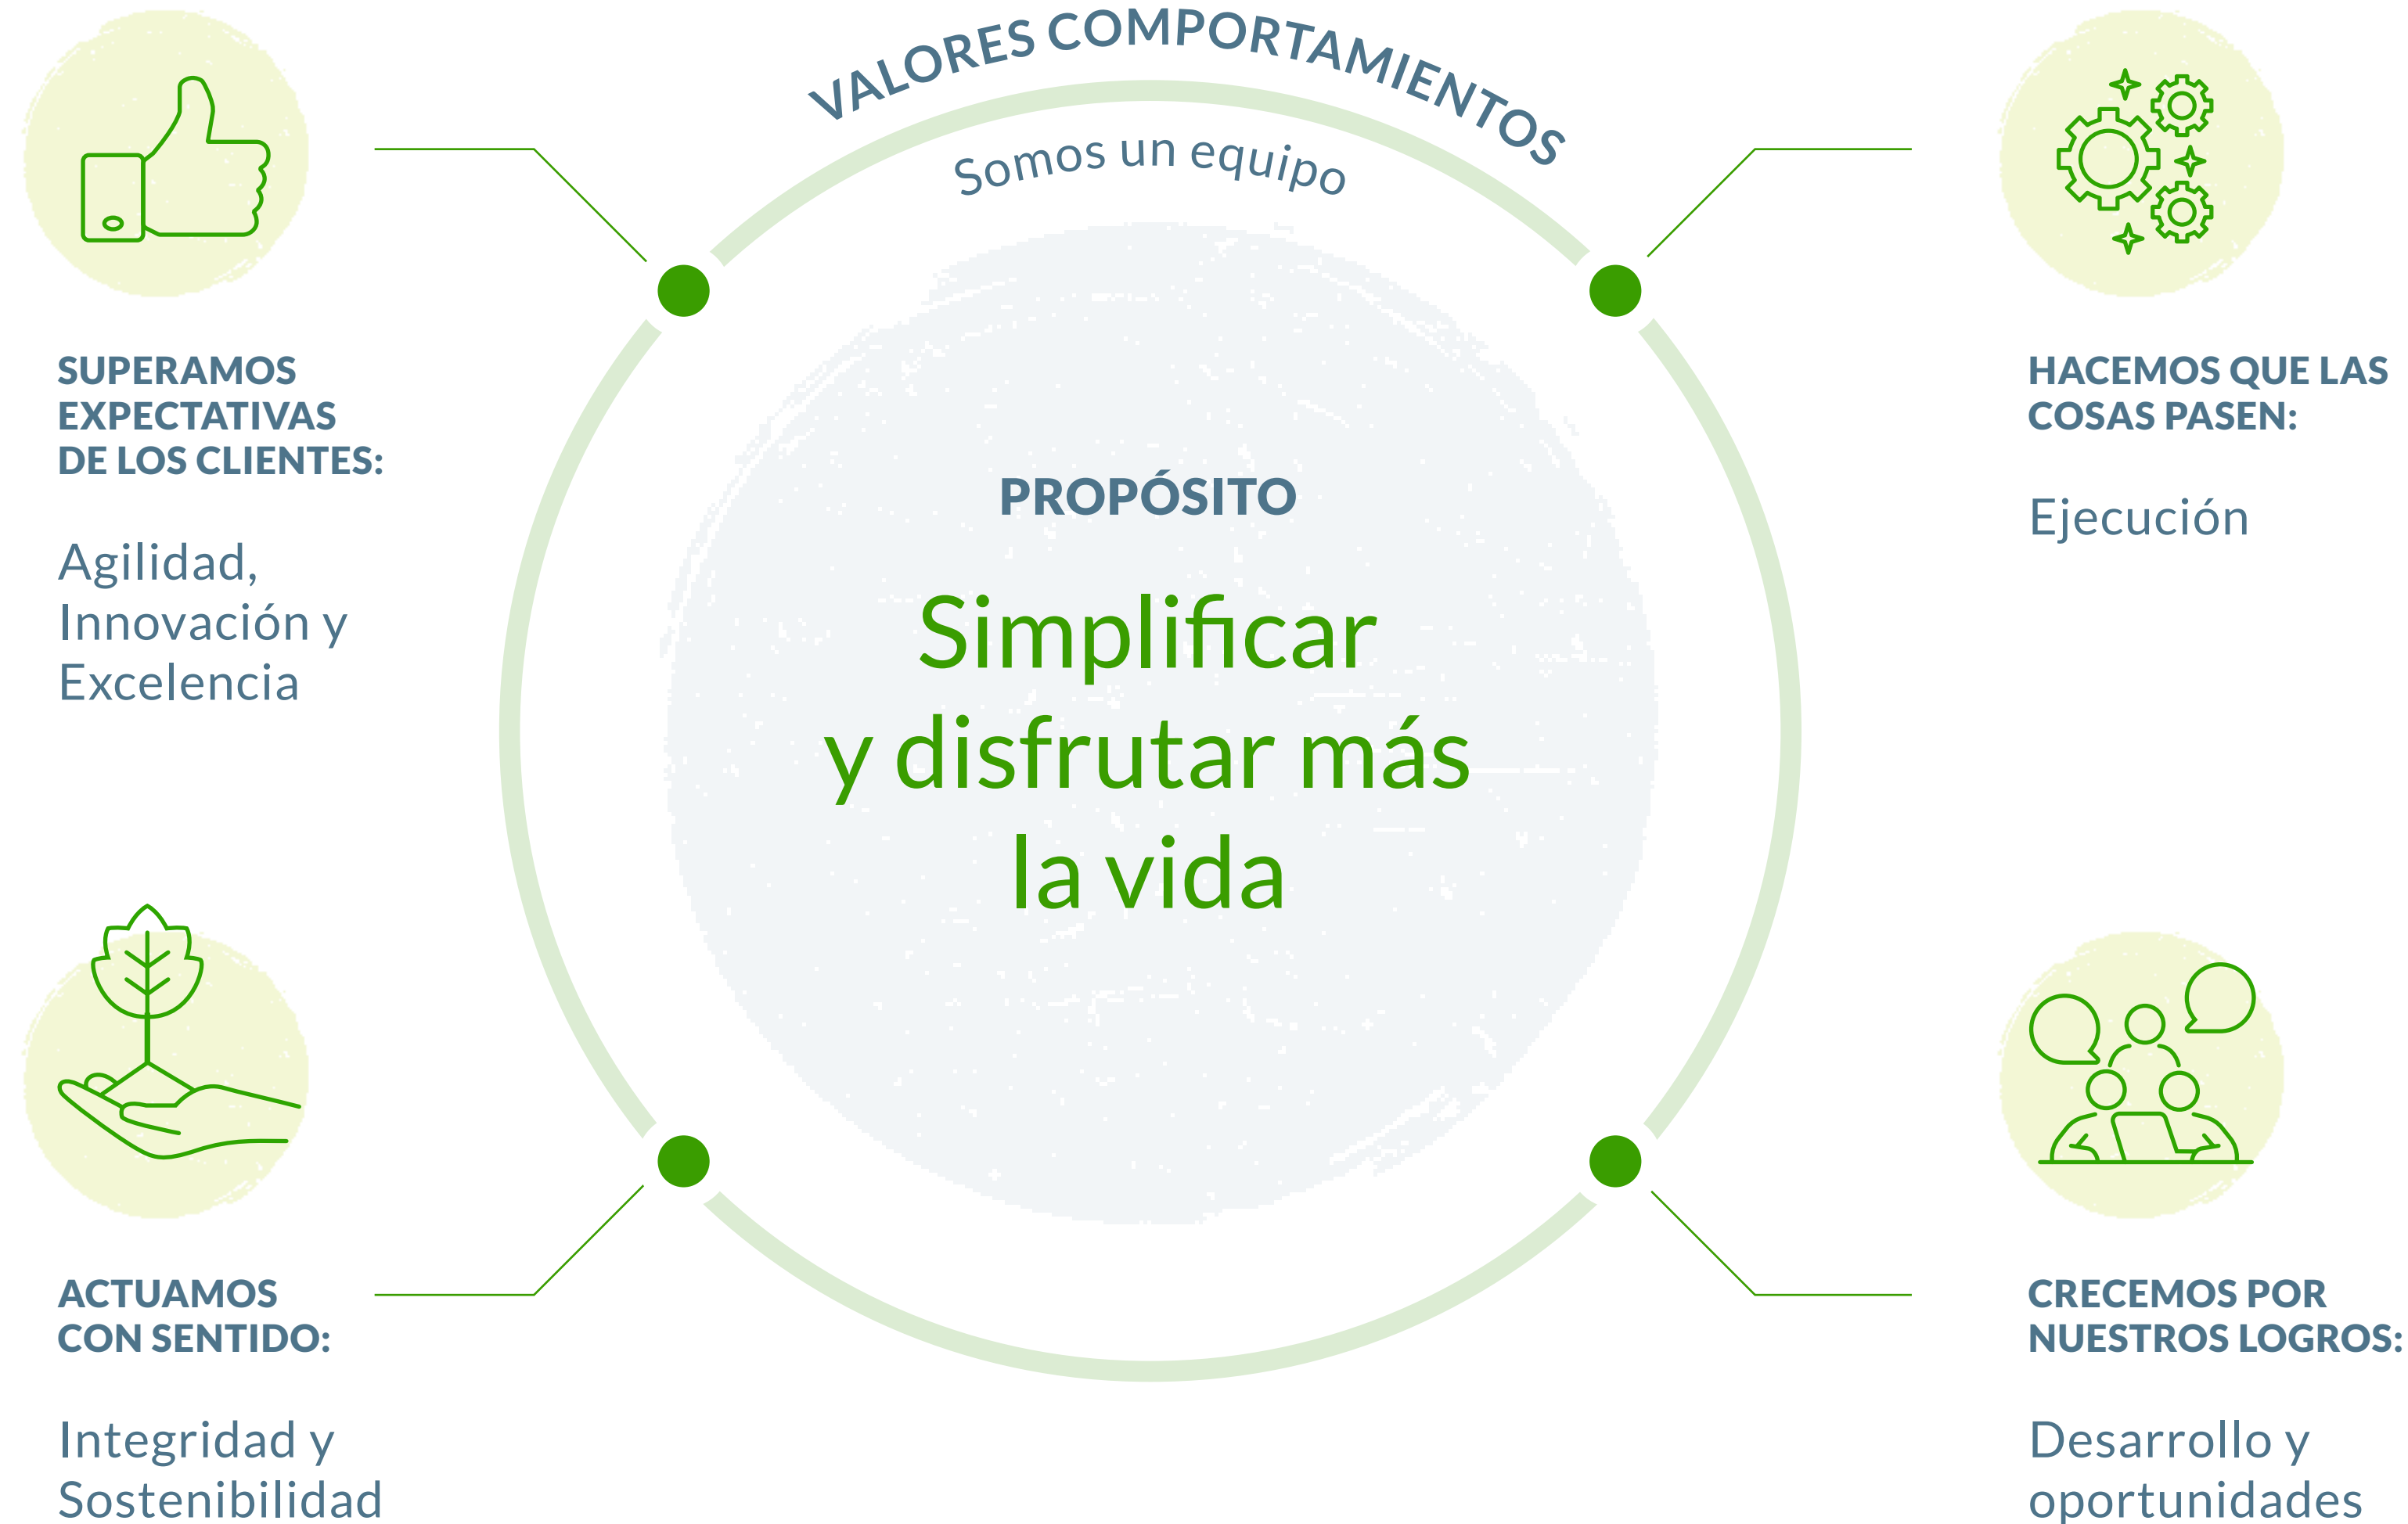 VALORES COMPORTAMIENTOS
Somos un equipo
SUPERAMOS
EXPECTATIVAS
DE LOS CLIENTES:
Agilidad,
Innovación y
Excelencia
HACEMOS QUE LAS
COSAS PASEN:
Ejecución
PROPÓSITO
Simplificar
y disfrutar más
la vida
ACTUAMOS
CON SENTIDO:
Integridad y
Sostenibilidad
CRECEMOS POR
NUESTROS LOGROS:
Desarrollo y
oportunidades